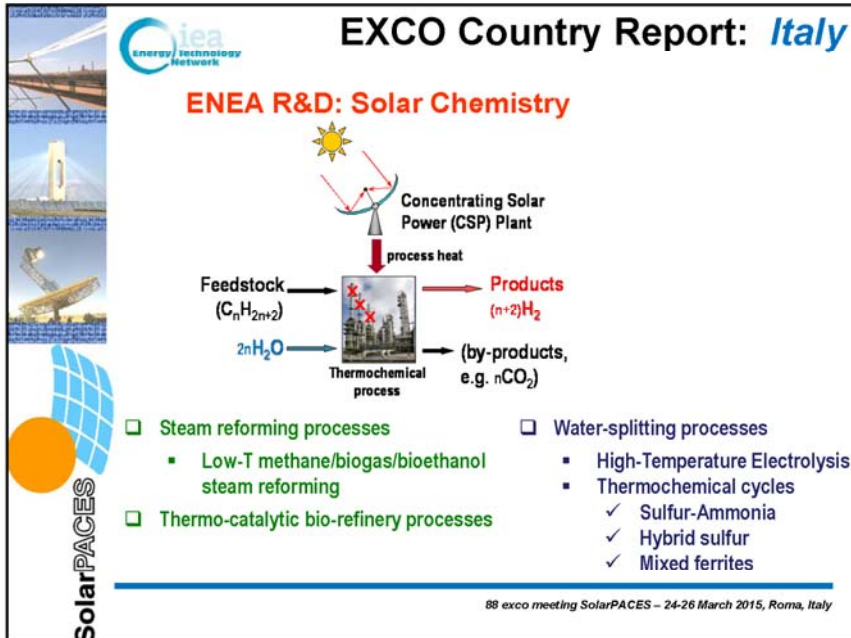 iea
Energy Technology
Network
EXCO Country Report: Italy
ENEA R&D: Solar Chemistry
Concentrating Solar
Power (CSP) Plant
process heat
Feedstock
(CnH2n+2)
Products
(n+2)H2
2nH2O
(by-products,
e.g. nCO2)
Thermochemical
process
❑ Steam reforming processes
▪ Low-T methane/biogas/bioethanol
steam reforming
❑ Thermo-catalytic bio-refinery processes
❑ Water-splitting processes
▪ High-Temperature Electrolysis
▪ Thermochemical cycles
✓ Sulfur-Ammonia
✓ Hybrid sulfur
✓ Mixed ferrites
SolarPACES
88 exco meeting SolarPACES – 24-26 March 2015, Roma, Italy